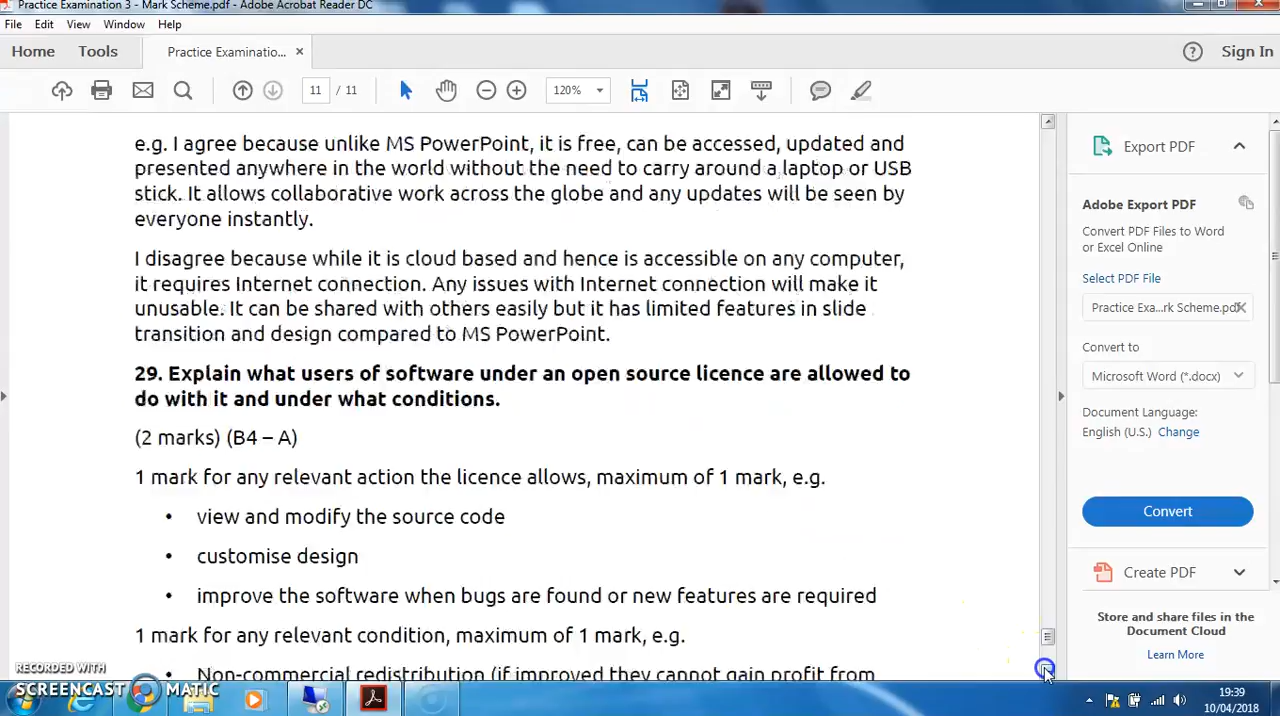 Practice Examination 3 - Mark Scheme.pdf - Adobe Acrobat Reader DC
File Edit View Window Help
Home Tools Practice Examinatio... × ? Sign In
11 / 11 120%
e.g. I agree because unlike MS PowerPoint, it is free, can be accessed, updated and
presented anywhere in the world without the need to carry around a laptop or USB
stick. It allows collaborative work across the globe and any updates will be seen by
everyone instantly.
I disagree because while it is cloud based and hence is accessible on any computer,
it requires Internet connection. Any issues with Internet connection will make it
unusable. It can be shared with others easily but it has limited features in slide
transition and design compared to MS PowerPoint.
29. Explain what users of software under an open source licence are allowed to
do with it and under what conditions.
(2 marks) (B4 – A)
1 mark for any relevant action the licence allows, maximum of 1 mark, e.g.
• view and modify the source code
• customise design
• improve the software when bugs are found or new features are required
1 mark for any relevant condition, maximum of 1 mark, e.g.
• Non-commercial redistribution (if improved they cannot gain profit from
Export PDF
Adobe Export PDF
Convert PDF Files to Word
or Excel Online
Select PDF File
Practice Exa...rk Scheme.pdf
Convert to
Microsoft Word (*.docx)
Document Language:
English (U.S.) Change
Convert
Create PDF
Store and share files in the
Document Cloud
Learn More
RECORDED WITH
SCREENCAST MATIC
19:39
10/04/2018